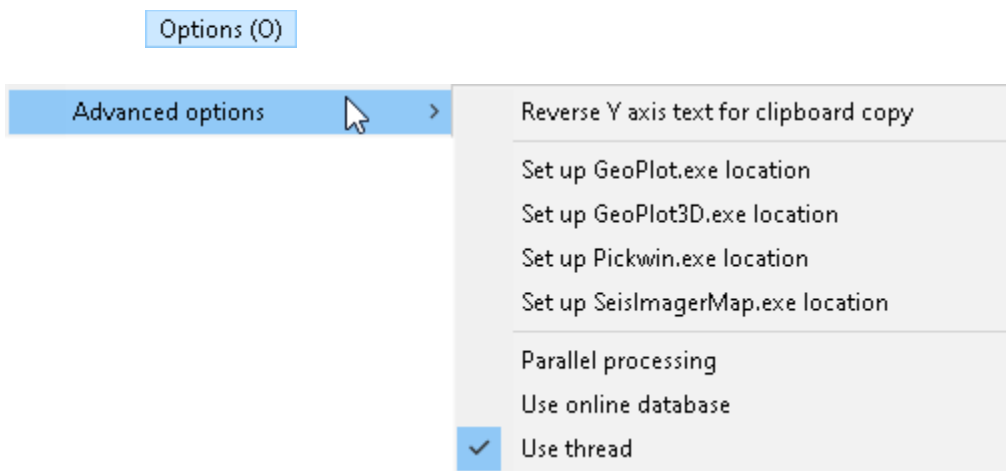 Options (O)
Advanced options
Reverse Y axis text for clipboard copy
Set up GeoPlot.exe location
Set up GeoPlot3D.exe location
Set up Pickwin.exe location
Set up SeisImagerMap.exe location
Parallel processing
Use online database
Use thread